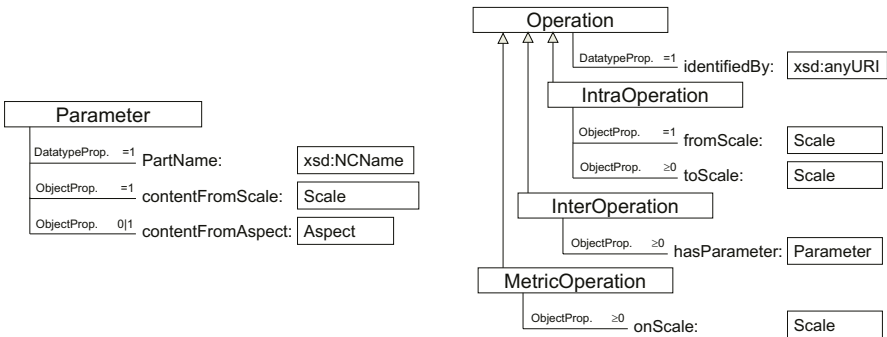 Parameter
DatatypeProp. =1 PartName: xsd:NCName
ObjectProp. =1 contentFromScale: Scale
ObjectProp. 0|1 contentFromAspect: Aspect
Operation
DatatypeProp. =1 identifiedBy: xsd:anyURI
IntraOperation
ObjectProp. =1 fromScale: Scale
ObjectProp. ≥0 toScale: Scale
InterOperation
ObjectProp. ≥0 hasParameter: Parameter
MetricOperation
ObjectProp. ≥0 onScale: Scale